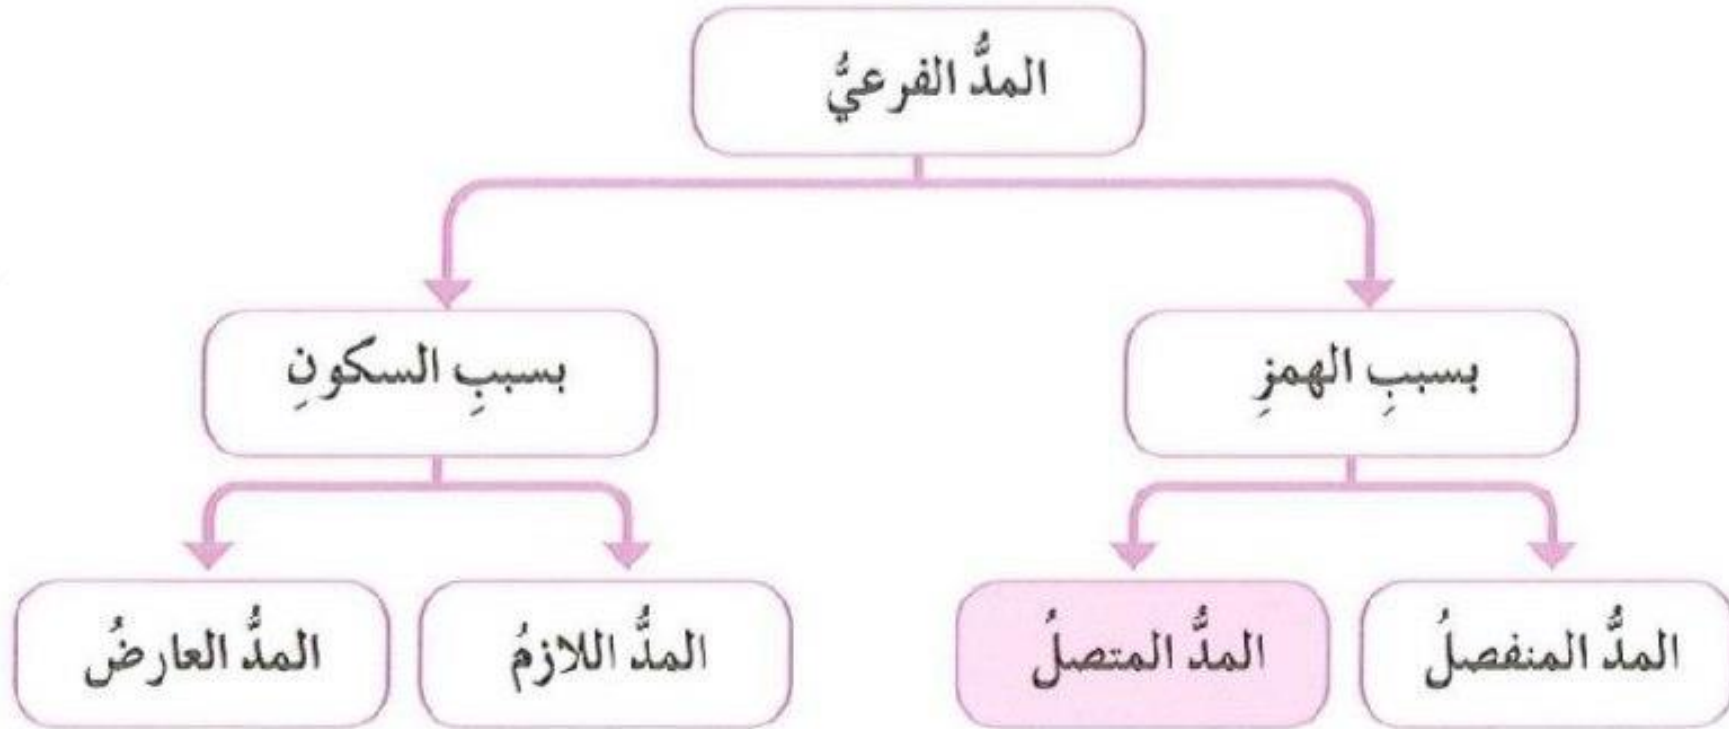 المدُّ الفرعيُّ
بسببِ الهمزِ
بسببِ السكونِ
المدُّ المنفصلُ
المدُّ المتصلُ
المدُّ اللازمُ
المدُّ العارضُ